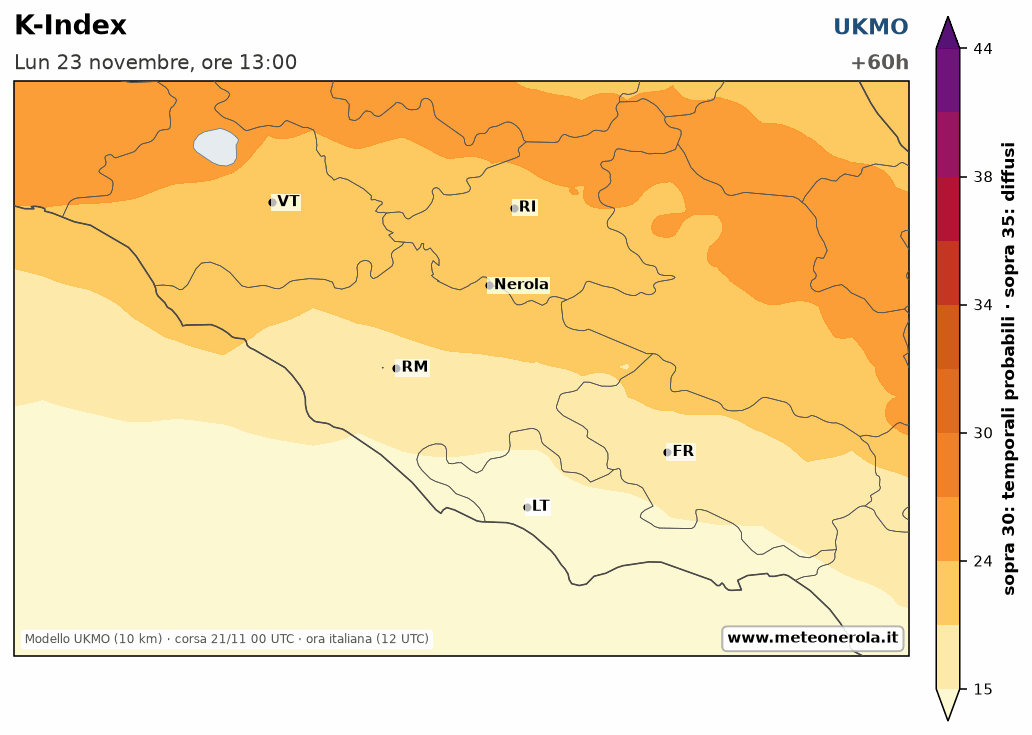 K-Index
UKMO
Lun 23 novembre, ore 13:00
+60h
44
38
34
30
24
15
sopra 30: temporali probabili · sopra 35: diffusi
VT
RI
Nerola
RM
FR
LT
Modello UKMO (10 km) · corsa 21/11 00 UTC · ora italiana (12 UTC)
www.meteonerola.it